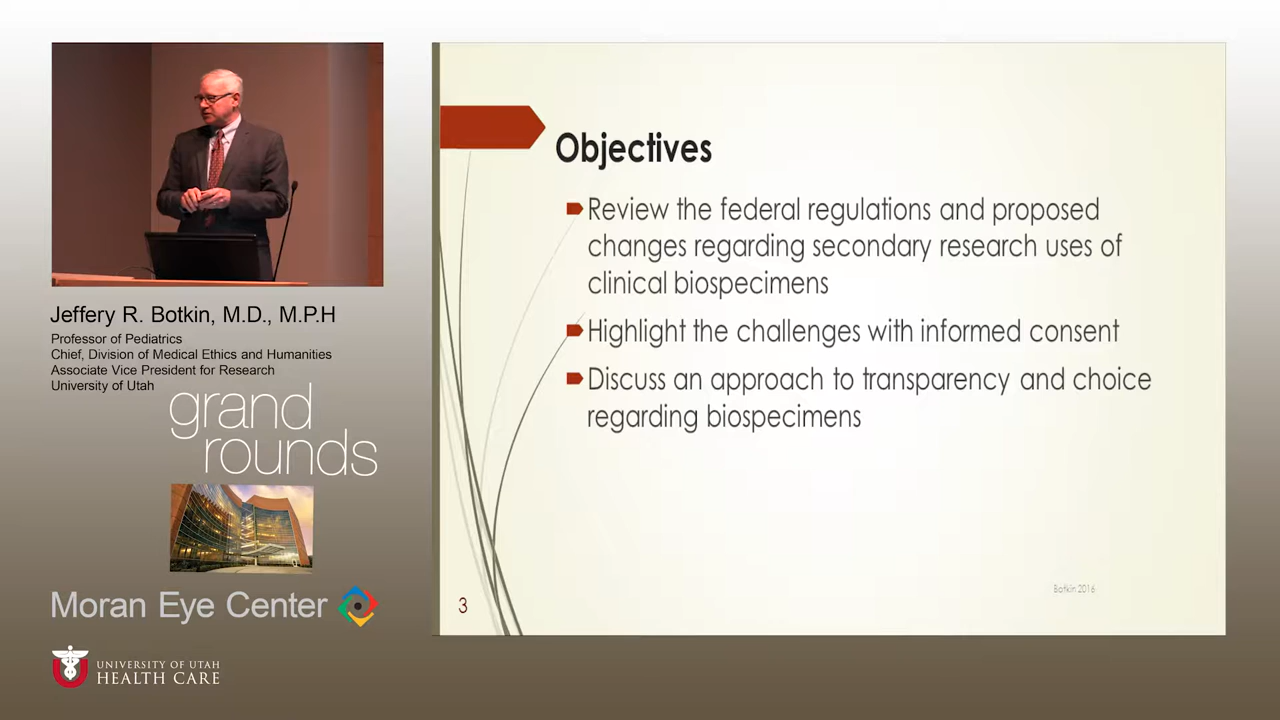 Jeffery R. Botkin, M.D., M.P.H
Professor of Pediatrics
Chief, Division of Medical Ethics and Humanities
Associate Vice President for Research
University of Utah
grand
rounds
Moran Eye Center
UNIVERSITY OF UTAH
HEALTH CARE
Objectives
Review the federal regulations and proposed
changes regarding secondary research uses of
clinical biospecimens
Highlight the challenges with informed consent
Discuss an approach to transparency and choice
regarding biospecimens
Botkin 2016
3